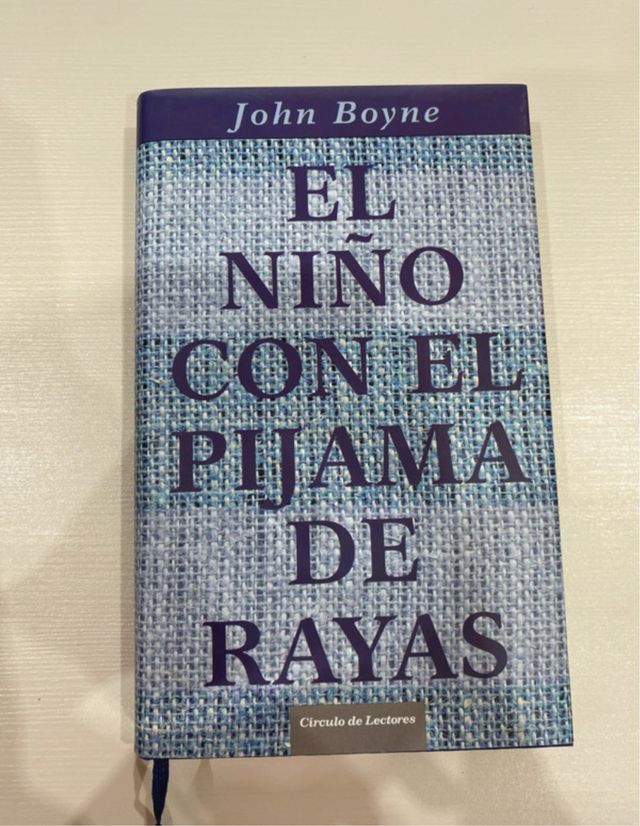 John Boyne
EL
NIÑO
CON EL
PIJAMA
DE
RAYAS
Círculo de Lectores